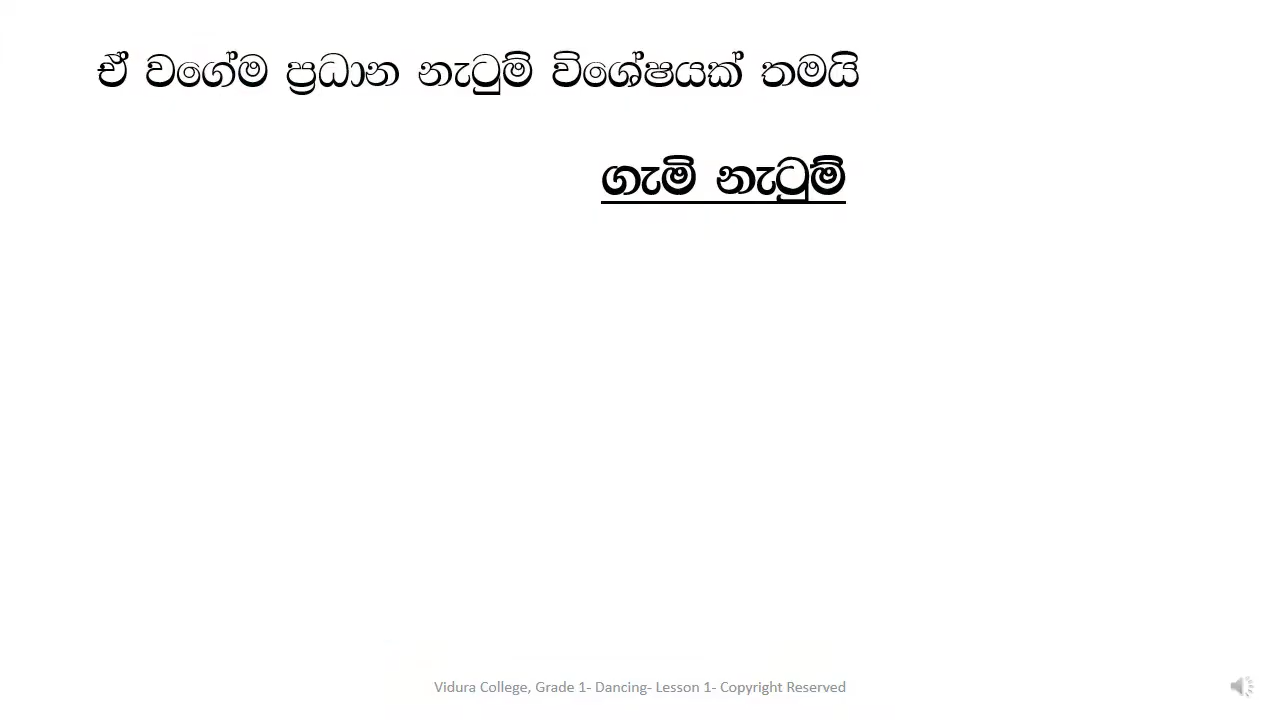 ඒ වගේම ප්‍රධාන නැටුම් විශේෂයක් තමයි
ගැමි නැටුම්
Vidura College, Grade 1- Dancing- Lesson 1- Copyright Reserved